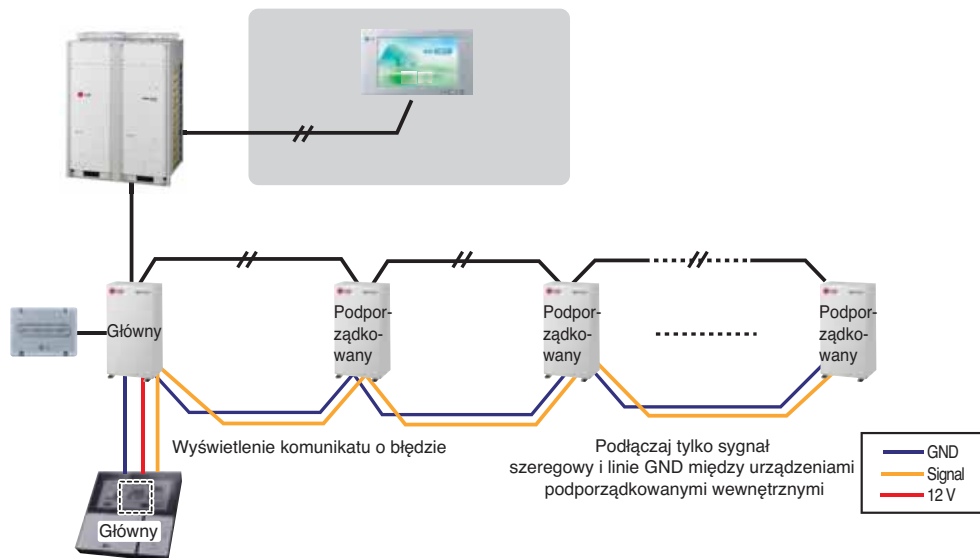 Główny
Podpor-
ządko-
wany
Podpor-
ządko-
wany
Podpor-
ządko-
wany
Wyświetlenie komunikatu o błędzie
Podłączaj tylko sygnał
szeregowy i linie GND między urządzeniami
podporządkowanymi wewnętrznymi
GND
Signal
12 V
Główny